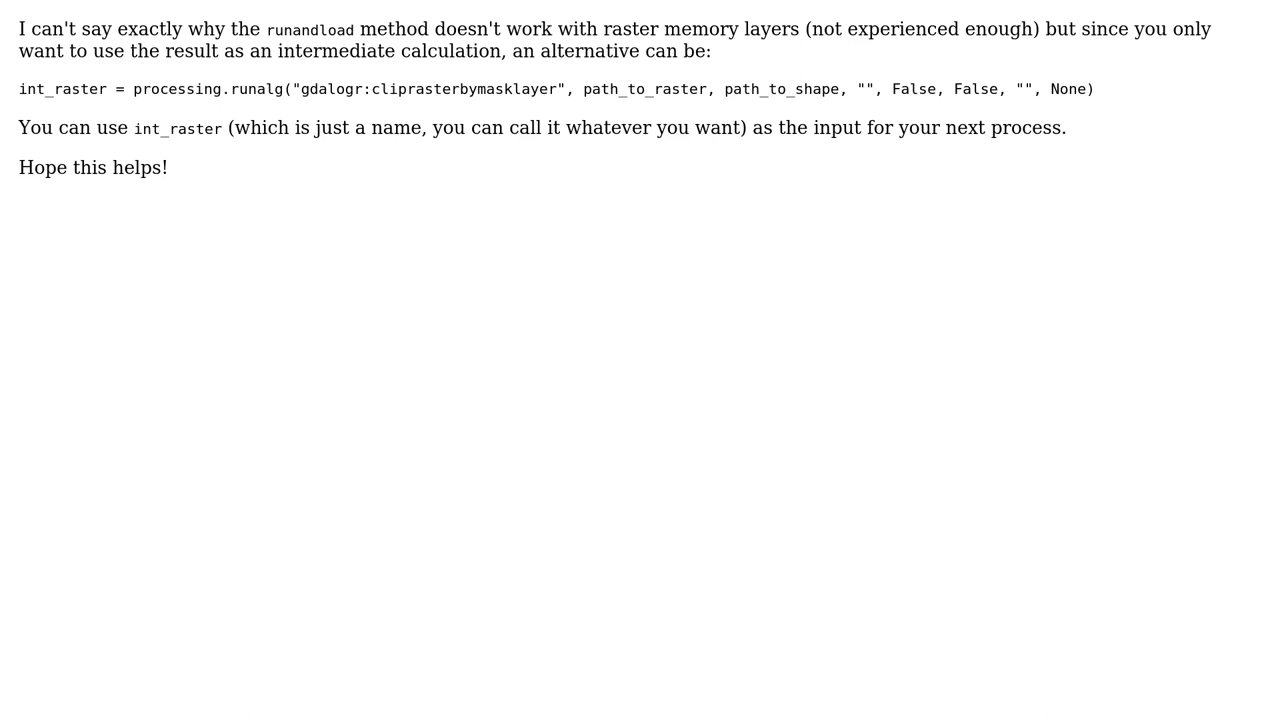 I can't say exactly why the runandload method doesn't work with raster memory layers (not experienced enough) but since you only
want to use the result as an intermediate calculation, an alternative can be:
int_raster = processing.runalg("gdalogr:cliprasterbymasklayer", path_to_raster, path_to_shape, "", False, False, "", None)
You can use int_raster (which is just a name, you can call it whatever you want) as the input for your next process.
Hope this helps!